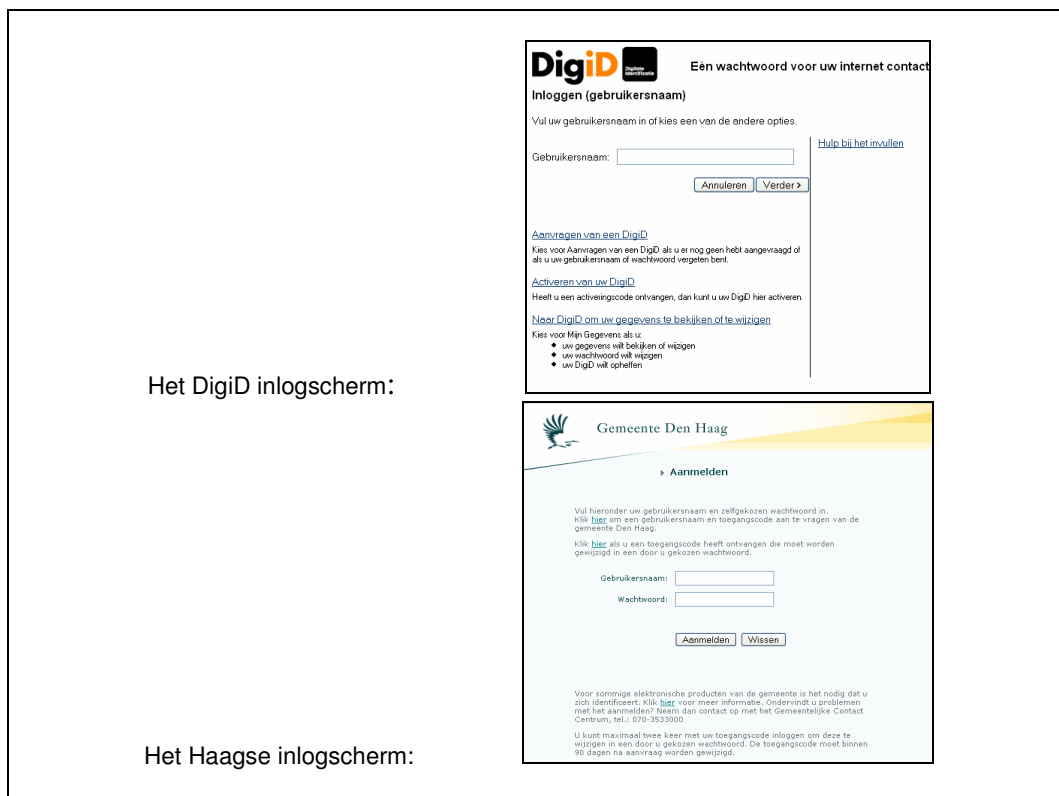 DigiD Digitale Identificatie Eén wachtwoord voor uw internet contact
Inloggen (gebruikersnaam)
Vul uw gebruikersnaam in of kies een van de andere opties.
Hulp bij het invullen
Gebruikersnaam:
Annuleren Verder >
Aanvragen van een DigiD
Kies voor Aanvragen van een DigiD als u er nog geen hebt aangevraagd of
als u uw gebruikersnaam of wachtwoord vergeten bent.
Activeren van uw DigiD
Heeft u een activeringscode ontvangen, dan kunt u uw DigiD hier activeren.
Naar DigiD om uw gegevens te bekijken of te wijzigen
Kies voor Mijn Gegevens als u:
uw gegevens wilt bekijken of wijzigen
uw wachtwoord wilt wijzigen
uw DigiD wilt opheffen
Het DigiD inlogscherm:
Gemeente Den Haag
Aanmelden
Vul hieronder uw gebruikersnaam en zelfgekozen wachtwoord in.
Klik hier om een gebruikersnaam en toegangscode aan te vragen van de
gemeente Den Haag.
Klik hier als u een toegangscode heeft ontvangen die moet worden
gewijzigd in een door u gekozen wachtwoord.
Gebruikersnaam:
Wachtwoord:
Aanmelden Wissen
Voor sommige elektronische producten van de gemeente is het nodig dat u
zich identificeert. Klik hier voor meer informatie. Ondervindt u problemen
met het aanmelden? Neem dan contact op met het Gemeentelijke Contact
Centrum, tel.: 070-3533000
U kunt maximaal twee keer met uw toegangscode inloggen om deze te
wijzigen in een door u gekozen wachtwoord. De toegangscode moet binnen
90 dagen na aanvraag worden gewijzigd.
Het Haagse inlogscherm: